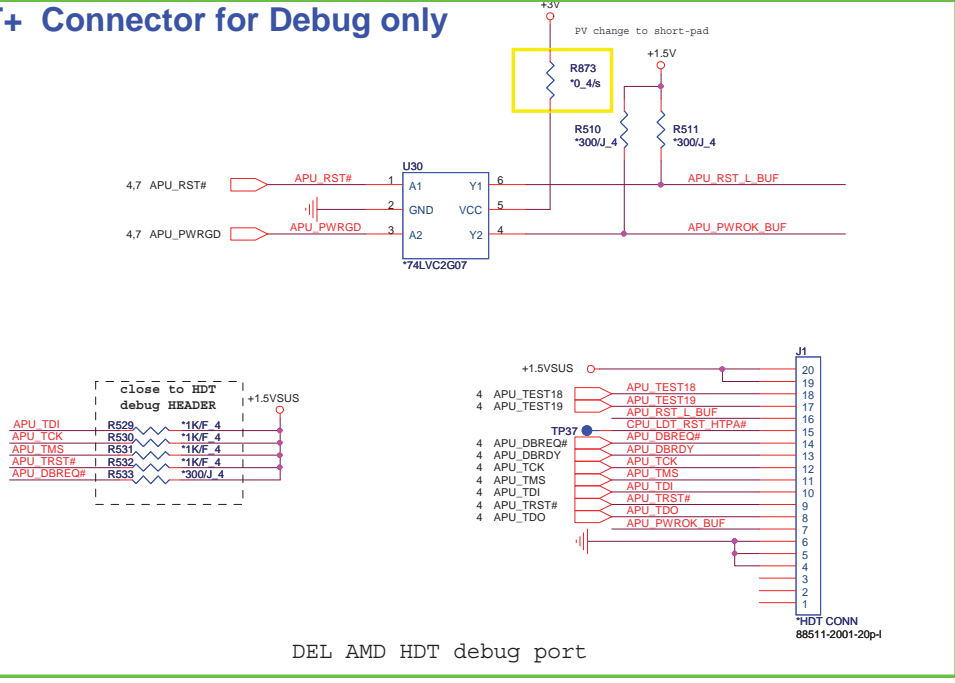 T+ Connector for Debug only
+3V
PV change to short-pad
+1.5V
R873
*0_4/s
R510
*300/J_4
R511
*300/J_4
U30
4,7 APU_RST#
APU_RST#
1
A1
Y1
6
APU_RST_L_BUF
2
GND
VCC
5
4,7 APU_PWRGD
APU_PWRGD
3
A2
Y2
4
APU_PWROK_BUF
*74LVC2G07
close to HDT
debug HEADER
+1.5VSUS
APU_TDI
R529
*1K/F_4
APU_TCK
R530
*1K/F_4
APU_TMS
R531
*1K/F_4
APU_TRST#
R532
*1K/F_4
APU_DBREQ#
R533
*300/J_4
J1
+1.5VSUS
20
19
4 APU_TEST18
APU_TEST18
18
4 APU_TEST19
APU_TEST19
17
APU_RST_L_BUF
16
TP37
CPU_LDT_RST_HTPA#
15
4 APU_DBREQ#
APU_DBREQ#
14
4 APU_DBRDY
APU_DBRDY
13
4 APU_TCK
APU_TCK
12
4 APU_TMS
APU_TMS
11
4 APU_TDI
APU_TDI
10
4 APU_TRST#
APU_TRST#
9
4 APU_TDO
APU_TDO
8
APU_PWROK_BUF
7
6
5
4
3
2
1
*HDT CONN
88511-2001-20p-l
DEL AMD HDT debug port